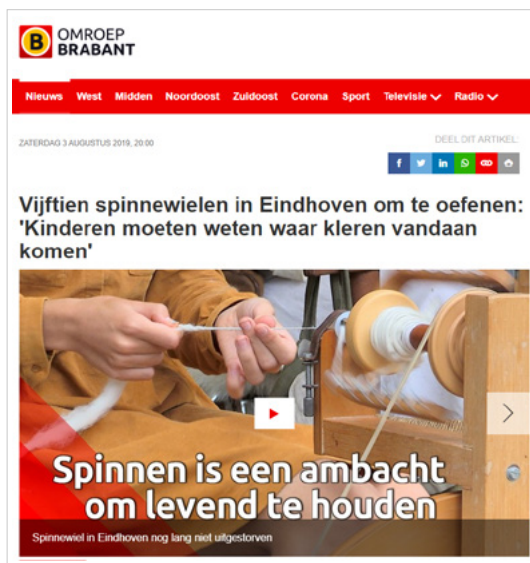 OMROEP
BRABANT
Nieuws West Midden Noordoost Zuidoost Corona Sport Televisie Radio
ZATERDAG 3 AUGUSTUS 2019, 20:00
DEEL DIT ARTIKEL:
Vijftien spinnewielen in Eindhoven om te oefenen:
'Kinderen moeten weten waar kleren vandaan
komen'
Spinnen is een ambacht
om levend te houden
Spinnewiel in Eindhoven nog lang niet uitgestorven